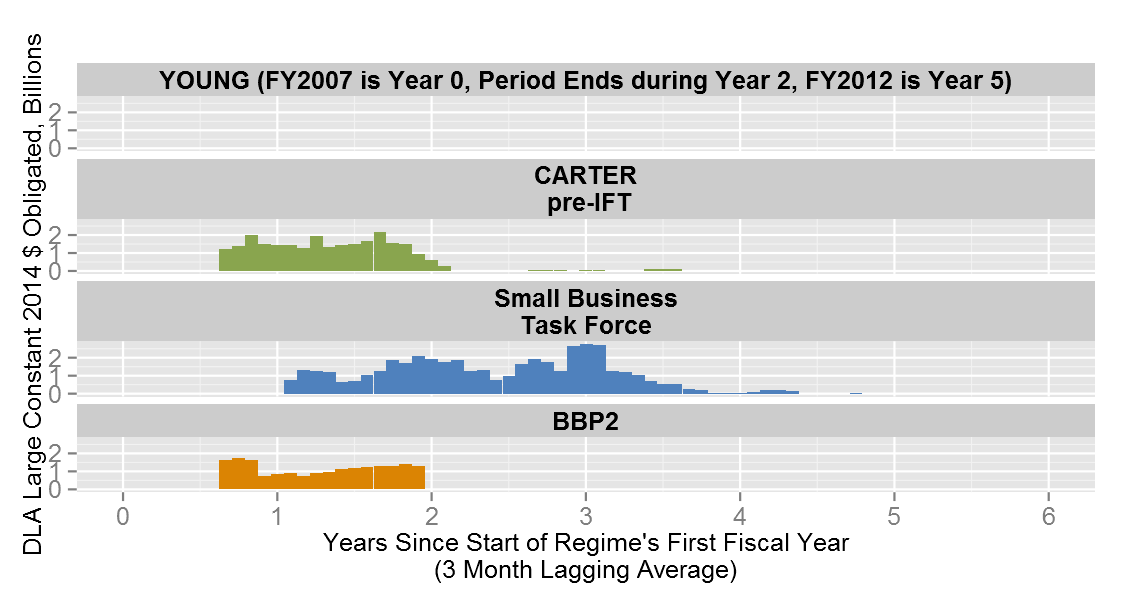 DLA Large Constant 2014 $ Obligated, Billions
YOUNG (FY2007 is Year 0, Period Ends during Year 2, FY2012 is Year 5)
2
1
0
CARTER
pre-IFT
2
1
0
Small Business
Task Force
2
1
0
BBP2
2
1
0
0 1 2 3 4 5 6
Years Since Start of Regime's First Fiscal Year
(3 Month Lagging Average)